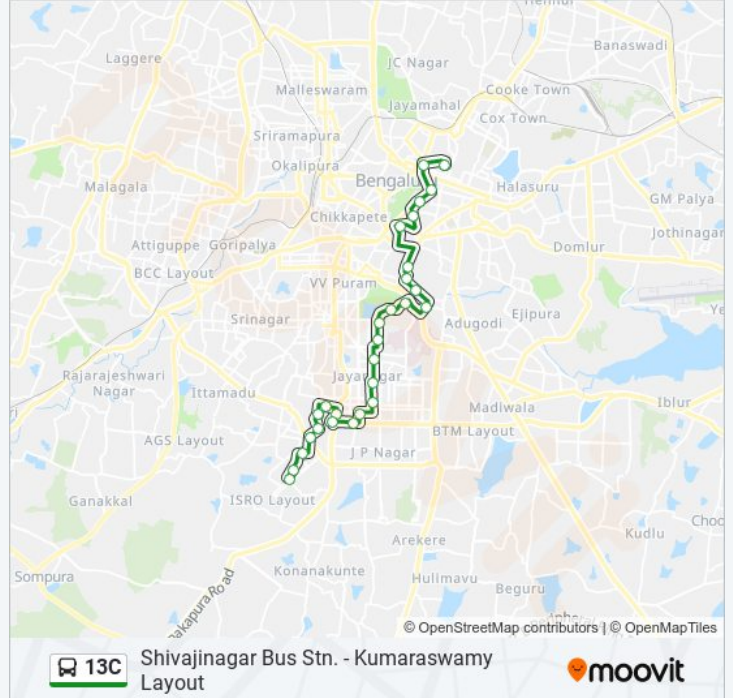 Laggere
Banaswadi
JC Nagar
Malleswaram
Cooke Town
Jayamahal
Cox Town
Sriramapura
Okalipura
Bengalu
Malagala
Halasuru
GM Palya
Chikkapete
Jothinagar
Attiguppe
Goripalya
Domlur
BCC Layout
VV Puram
Srinagar
Adugodi
Ejipura
Rajarajeshwari
Nagar
Ittamadu
Madiwala
Iblur
AGS Layout
BTM Layout
J P Nagar
ISRO Layout
Ganakkal
Arekere
Kudlu
Konanakunte
Sompura
Hulimavu
Beguru
akapura Road
© OpenStreetMap contributors | © OpenMapTiles
13C
Shivajinagar Bus Stn. - Kumaraswamy
Layout
moovit